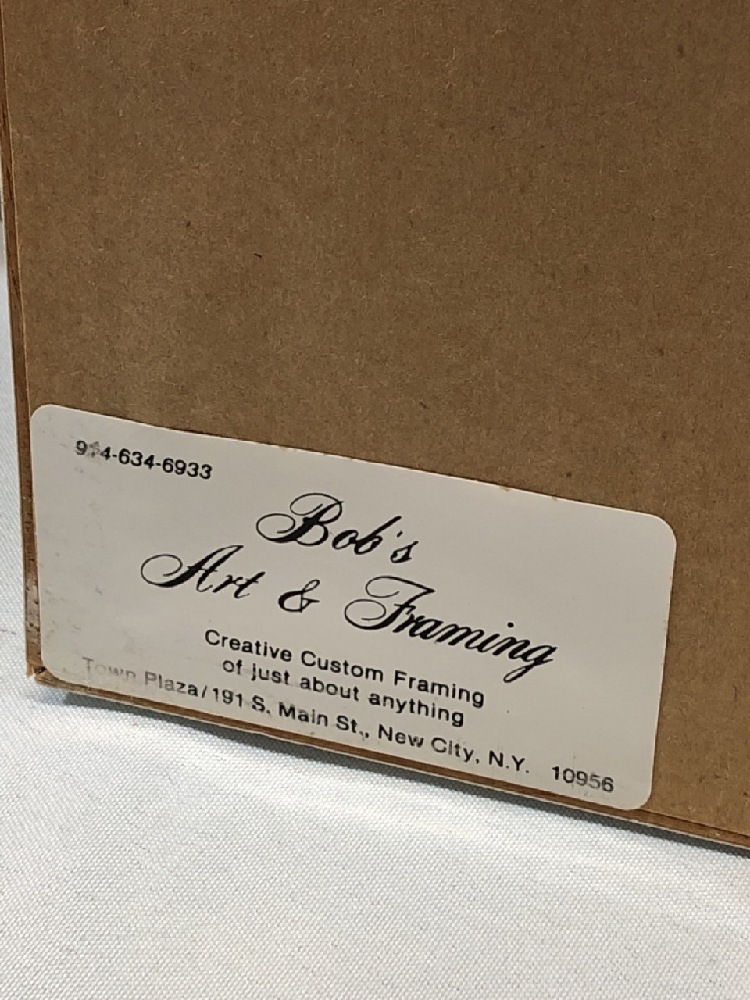 914-634-6933
Bob's
Art & Framing
Creative Custom Framing
of just about anything
Town Plaza/191 S. Main St., New City, N.Y. 10956